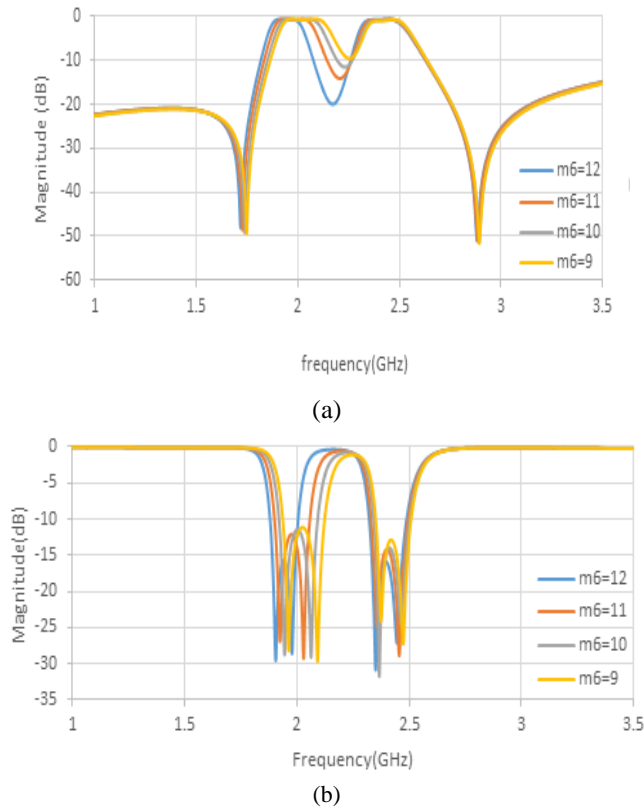 0
-10
-20
-30
-40
-50
-60
Magnitude (dB)
m6=12
m6=11
m6=10
m6=9
1 1.5 2 2.5 3 3.5
frequency(GHz)
(a)
0
-5
-10
-15
-20
-25
-30
-35
Magnitude(dB)
m6=12
m6=11
m6=10
m6=9
1 1.5 2 2.5 3 3.5
Frequency(GHz)
(b)